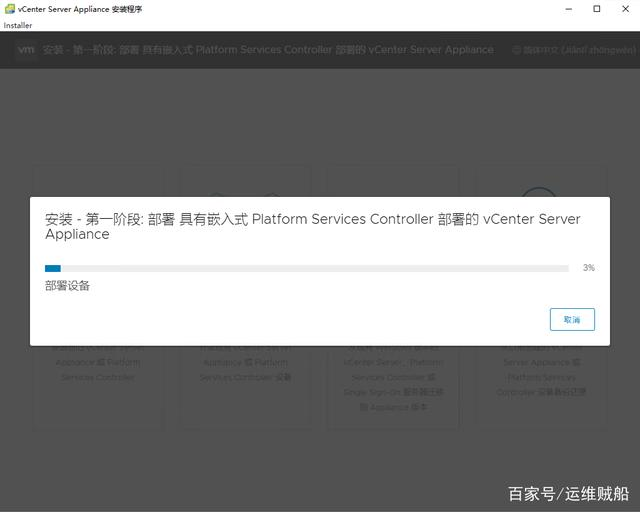 vCenter Server Appliance 安装程序
Installer
vm 安装 - 第一阶段: 部署 具有嵌入式 Platform Services Controller 部署的 vCenter Server Appliance
简体中文 (Jiǎntǐ zhōngwén)
安装 - 第一阶段: 部署 具有嵌入式 Platform Services Controller 部署的 vCenter Server
Appliance
3%
部署设备
取消
Appliance 或 Platform
Services Controller
Appliance 或 Platform
Services Controller 设备
vCenter Server、Platform
Services Controller 或
Single Sign-On 服务器迁移
到 Appliance 版本
Server Appliance 或
Platform Services
Controller 设备备份还原
百家号/运维贼船